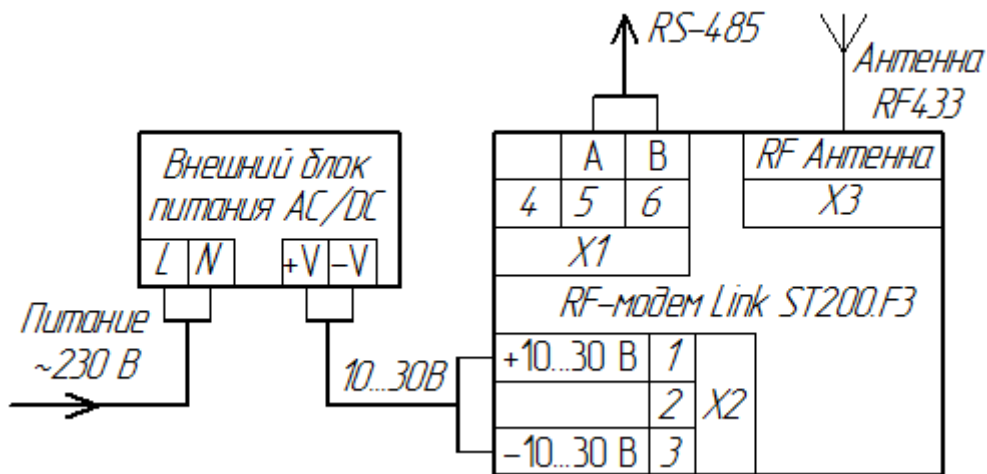 RS-485
Антенна
RF433
Внешний блок
питания AC/DC
L N +V -V
Питание
~230 В
10...30В
A B
4 5 6
X1
RF Антенна
X3
RF-модем Link ST200.F3
+10...30 В 1
2 X2
-10...30 В 3